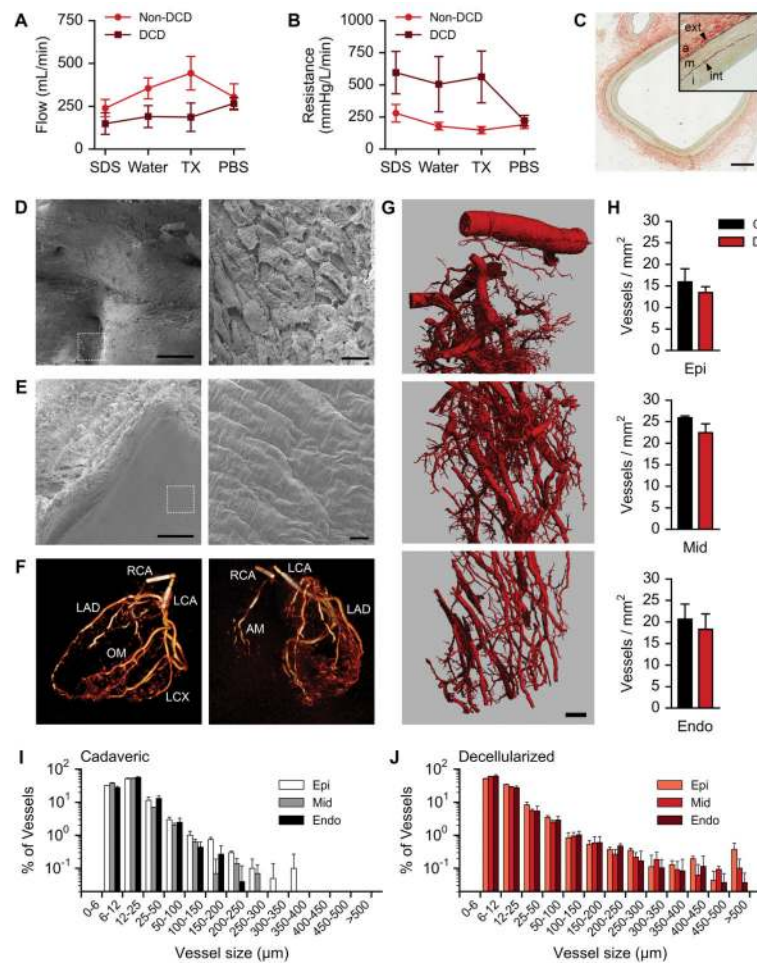 A
Non-DCD
DCD
Flow (mL/min)
750
500
250
0
SDS Water TX PBS
B
Non-DCD
DCD
Resistance
(mmHg/L/min)
1000
750
500
250
0
SDS Water TX PBS
C
ext
a
m
i
int
D
E
F
RCA
LAD
LCA
OM
LCX
RCA
LCA
LAD
AM
G
H
C
D
Vessels / mm²
30
25
20
15
10
5
0
Epi
Vessels / mm²
30
25
20
15
10
5
0
Mid
Vessels / mm²
30
25
20
15
10
5
0
Endo
I Cadaveric
Epi
Mid
Endo
% of Vessels
10²
10¹
10⁰
10⁻¹
0-6 6-12 12-25 25-50 50-100 100-150 150-200 200-250 250-300 300-350 350-400 400-450 450-500 >500
Vessel size (µm)
J Decellularized
Epi
Mid
Endo
% of Vessels
10²
10¹
10⁰
10⁻¹
0-6 6-12 12-25 25-50 50-100 100-150 150-200 200-250 250-300 300-350 350-400 400-450 450-500 >500
Vessel size (µm)